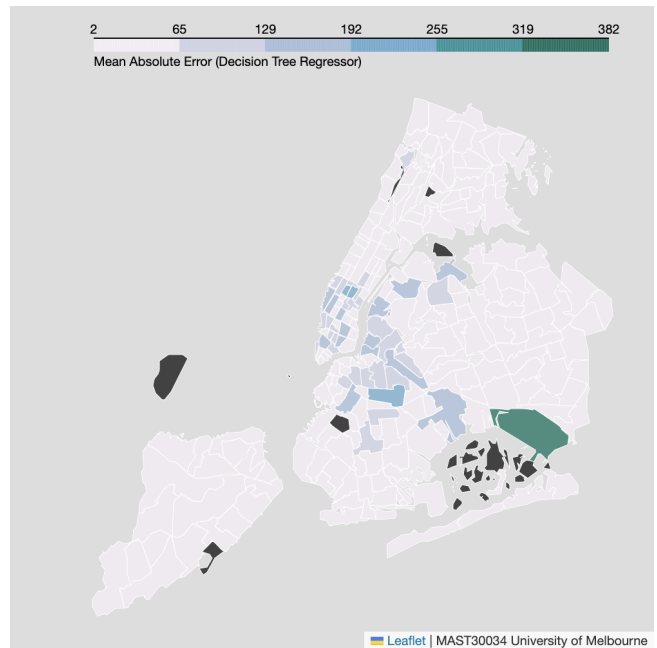 2 65 129 192 255 319 382
Mean Absolute Error (Decision Tree Regressor)
Leaflet | MAST30034 University of Melbourne